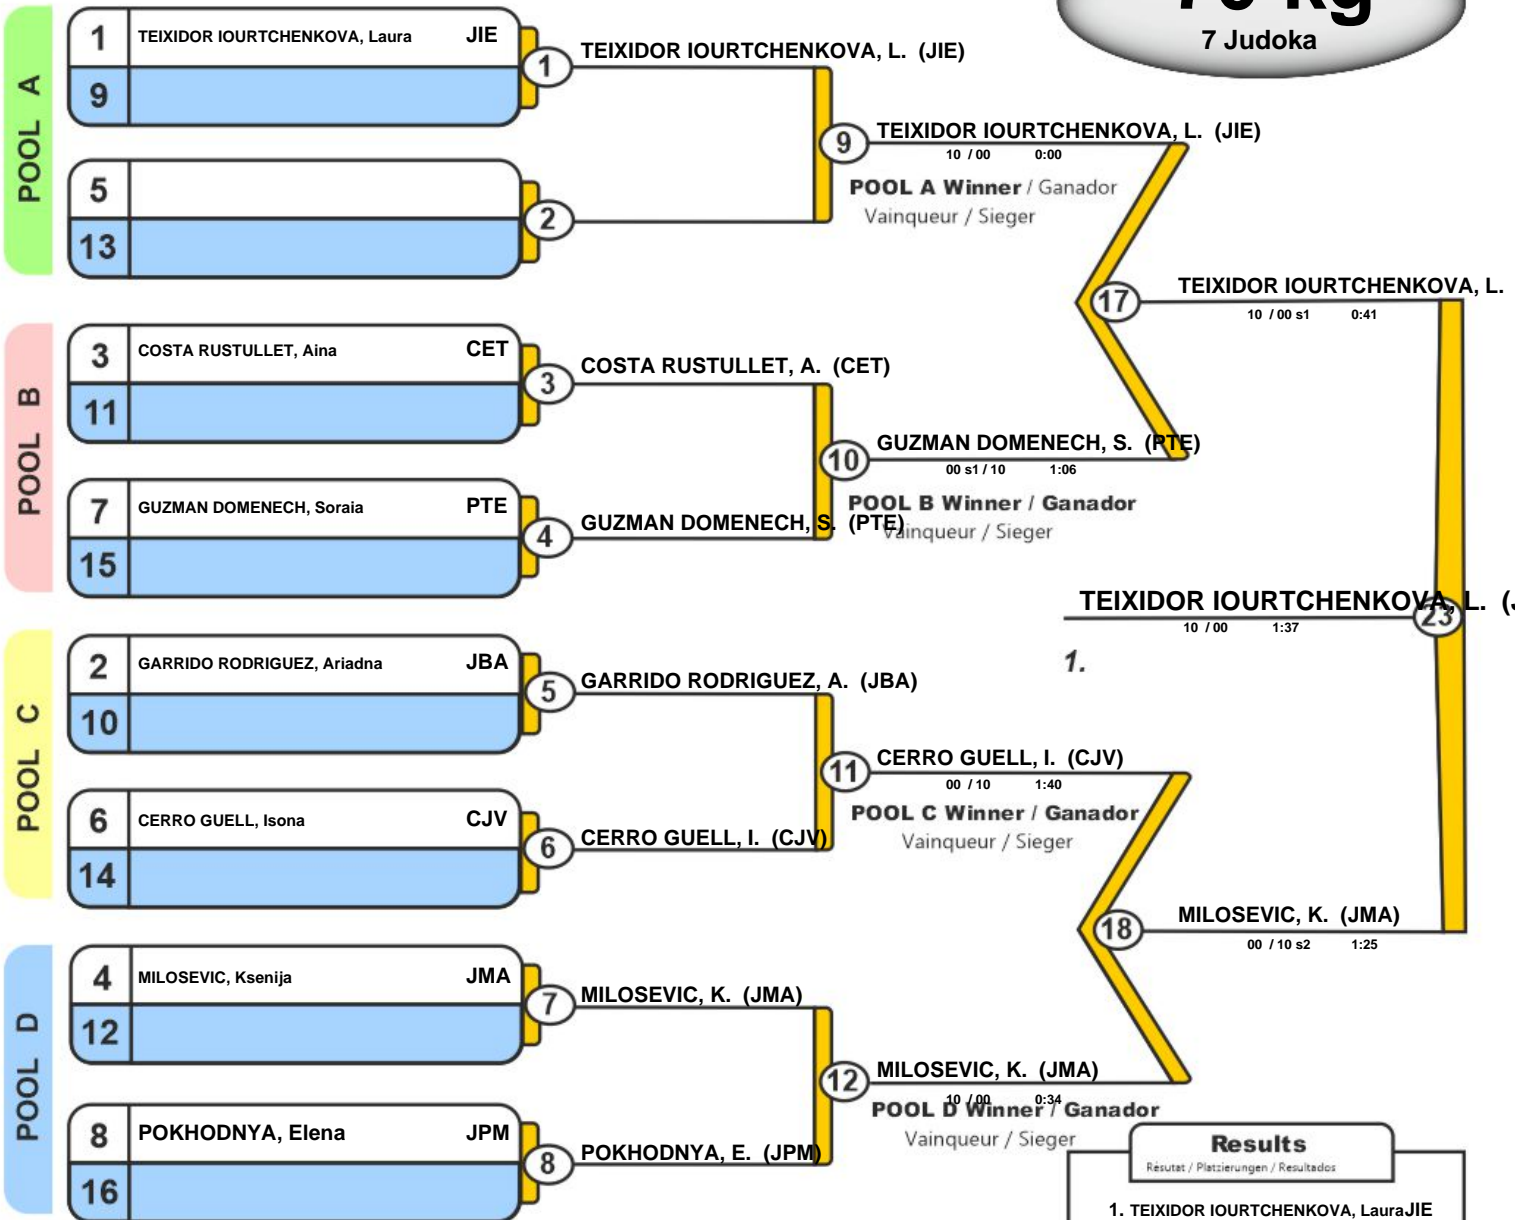 70 kg
7 Judoka
POOL A
1 TEIXIDOR IOURTCHENKOVA, Laura JIE
9
1
TEIXIDOR IOURTCHENKOVA, L. (JIE)
5
13
2
9
TEIXIDOR IOURTCHENKOVA, L. (JIE)
10 / 00 0:00
POOL A Winner / Ganador
Vainqueur / Sieger
POOL B
3 COSTA RUSTULLET, Aina CET
11
3
COSTA RUSTULLET, A. (CET)
7 GUZMAN DOMENECH, Soraia PTE
15
4
GUZMAN DOMENECH, S. (PTE)
10
GUZMAN DOMENECH, S. (PTE)
00 s1 / 10 1:06
POOL B Winner / Ganador
Vainqueur / Sieger
17
TEIXIDOR IOURTCHENKOVA, L.
10 / 00 s1 0:41
POOL C
2 GARRIDO RODRIGUEZ, Ariadna JBA
10
5
GARRIDO RODRIGUEZ, A. (JBA)
6 CERRO GUELL, Isona CJV
14
6
CERRO GUELL, I. (CJV)
11
CERRO GUELL, I. (CJV)
00 / 10 1:40
POOL C Winner / Ganador
Vainqueur / Sieger
POOL D
4 MILOSEVIC, Ksenija JMA
12
7
MILOSEVIC, K. (JMA)
8 POKHODNYA, Elena JPM
16
8
POKHODNYA, E. (JPM)
12
MILOSEVIC, K. (JMA)
10 / 00 0:34
POOL D Winner / Ganador
Vainqueur / Sieger
18
MILOSEVIC, K. (JMA)
00 / 10 s2 1:25
TEIXIDOR IOURTCHENKOVA, L. (J
23
10 / 00 1:37
1.
Results
Résutat / Platzierungen / Resultados
1. TEIXIDOR IOURTCHENKOVA, Laura JIE